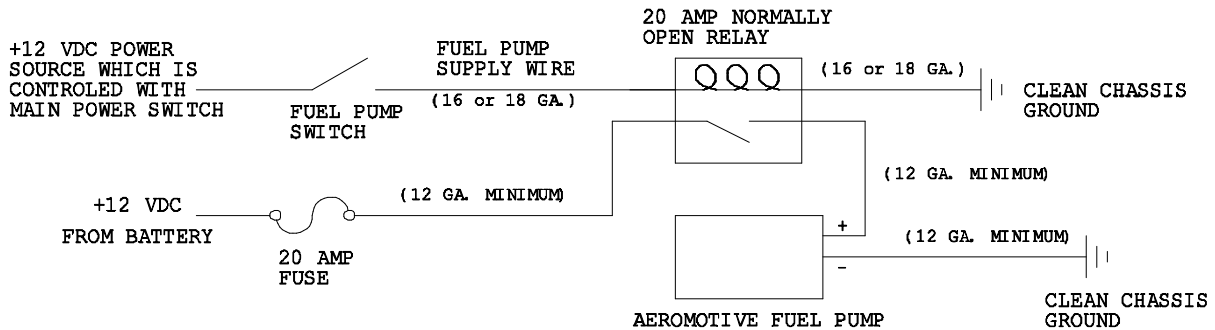 20 AMP NORMALLY
OPEN RELAY
+12 VDC POWER
SOURCE WHICH IS
CONTROLED WITH
MAIN POWER SWITCH
FUEL PUMP
SUPPLY WIRE
(16 or 18 GA.)
FUEL PUMP
SWITCH
(16 or 18 GA.)
CLEAN CHASSIS
GROUND
(12 GA. MINIMUM)
(12 GA. MINIMUM)
+12 VDC
FROM BATTERY
20 AMP
FUSE
+
(12 GA. MINIMUM)
-
CLEAN CHASSIS
GROUND
AEROMOTIVE FUEL PUMP